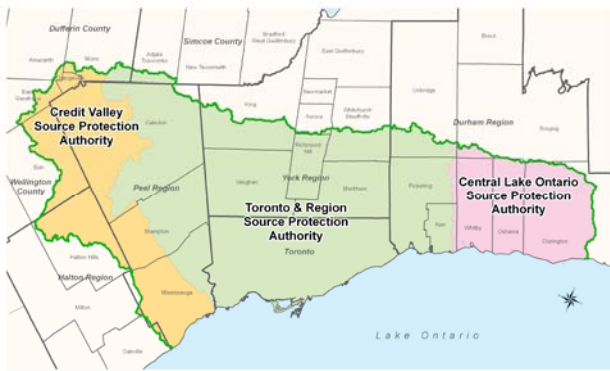 Dufferin County
Simcoe County
Bradford
West Gwillimbury
Amaranth
Mono
Adjala
Tosorontio
New Tecumseth
East Gwillimbury
Brock
East
Garafraxa
Caledon
King
Newmarket
Aurora
Whitchurch
Stouffville
Uxbridge
Scugog
Durham Region
Credit Valley
Source Protection
Authority
Erin
Wellington
County
Peel Region
Richmond
Hill
Vaughan
York Region
Markham
Pickering
Central Lake Ontario
Source Protection
Authority
Toronto & Region
Source Protection
Authority
Toronto
Brampton
Ajax
Whitby
Oshawa
Clarington
Halton Hills
Halton Region
Mississauga
Milton
Oakville
Lake Ontario